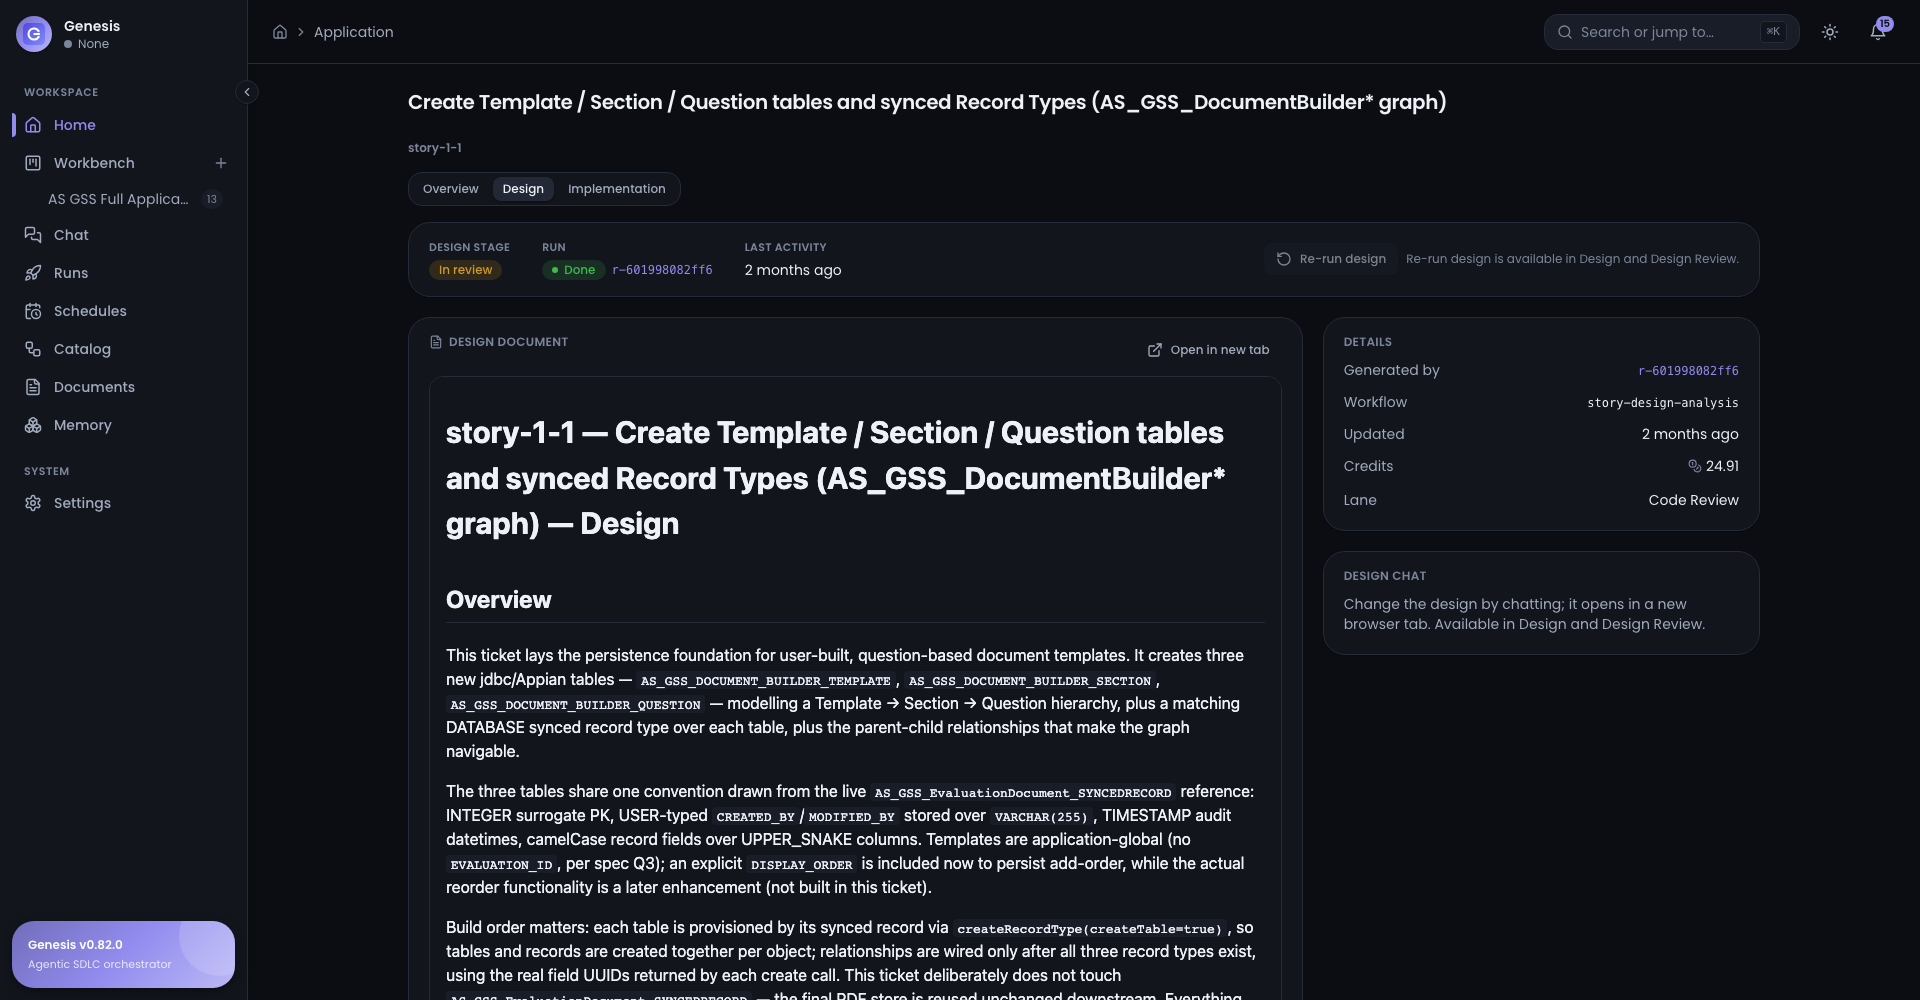 Genesis
None
WORKSPACE
Home
Workbench
AS GSS Full Applica... 13
Chat
Runs
Schedules
Catalog
Documents
Memory
SYSTEM
Settings
Genesis v0.82.0
Agentic SDLC orchestrator
Application
Search or jump to... ⌘K
15
Create Template / Section / Question tables and synced Record Types (AS_GSS_DocumentBuilder* graph)
story-1-1
Overview Design Implementation
DESIGN STAGE RUN LAST ACTIVITY
In review Done r-601998082ff6 2 months ago
Re-run design Re-run design is available in Design and Design Review.
DESIGN DOCUMENT
Open in new tab
story-1-1 — Create Template / Section / Question tables
and synced Record Types (AS_GSS_DocumentBuilder*
graph) — Design
Overview
This ticket lays the persistence foundation for user-built, question-based document templates. It creates three
new jdbc/Appian tables — AS_GSS_DOCUMENT_BUILDER_TEMPLATE, AS_GSS_DOCUMENT_BUILDER_SECTION,
AS_GSS_DOCUMENT_BUILDER_QUESTION — modelling a Template → Section → Question hierarchy, plus a matching
DATABASE synced record type over each table, plus the parent-child relationships that make the graph
navigable.
The three tables share one convention drawn from the live AS_GSS_EvaluationDocument_SYNCEDRECORD reference:
INTEGER surrogate PK, USER-typed CREATED_BY / MODIFIED_BY stored over VARCHAR(255), TIMESTAMP audit
datetimes, camelCase record fields over UPPER_SNAKE columns. Templates are application-global (no
EVALUATION_ID, per spec Q3); an explicit DISPLAY_ORDER is included now to persist add-order, while the actual
reorder functionality is a later enhancement (not built in this ticket).
Build order matters: each table is provisioned by its synced record via createRecordType(createTable=true), so
tables and records are created together per object; relationships are wired only after all three record types exist,
using the real field UUIDs returned by each create call. This ticket deliberately does not touch
AS_GSS_EvaluationDocument_SYNCEDRECORD — the final PDF store is reused unchanged downstream. Everything
DETAILS
Generated by r-601998082ff6
Workflow story-design-analysis
Updated 2 months ago
Credits 24.91
Lane Code Review
DESIGN CHAT
Change the design by chatting; it opens in a new
browser tab. Available in Design and Design Review.